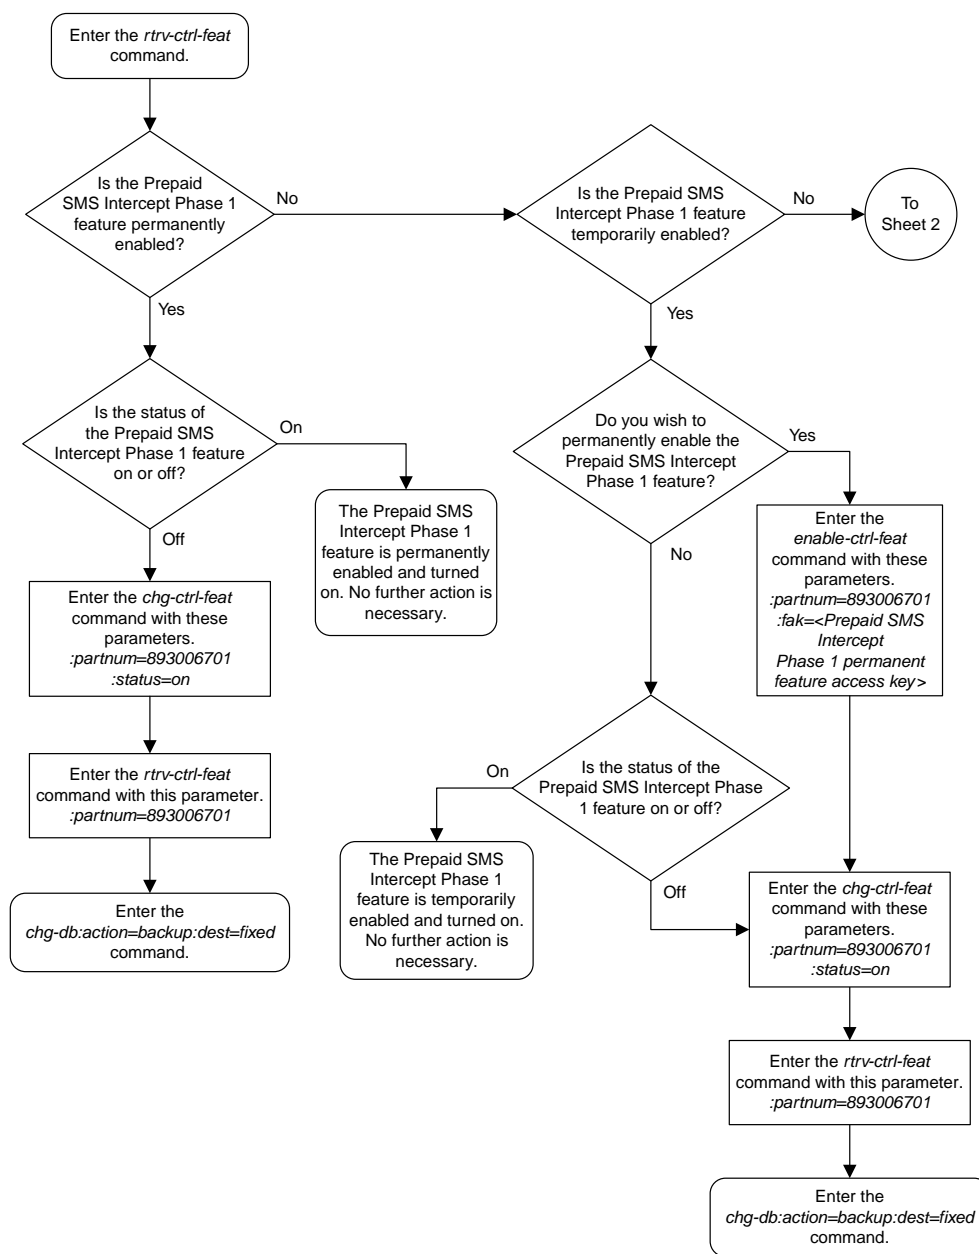 Enter the rtrv-ctrl-feat
command.
Is the Prepaid
SMS Intercept Phase 1
feature permanently
enabled?
No
Is the Prepaid SMS
Intercept Phase 1 feature
temporarily enabled?
No
To
Sheet 2
Yes
Yes
Is the status of
the Prepaid SMS
Intercept Phase 1 feature
on or off?
On
Do you wish to
permanently enable the
Prepaid SMS Intercept
Phase 1 feature?
Yes
The Prepaid SMS
Intercept Phase 1
feature is permanently
enabled and turned
on. No further action is
necessary.
Off
No
Enter the
enable-ctrl-feat
command with these
parameters.
:partnum=893006701
:fak=<Prepaid SMS
Intercept
Phase 1 permanent
feature access key>
Enter the chg-ctrl-feat
command with these
parameters.
:partnum=893006701
:status=on
Enter the rtrv-ctrl-feat
command with this parameter.
:partnum=893006701
On
Is the status of the
Prepaid SMS Intercept Phase
1 feature on or off?
The Prepaid SMS
Intercept Phase 1
feature is temporarily
enabled and turned on.
No further action is
necessary.
Off
Enter the
chg-db:action=backup:dest=fixed
command.
Enter the chg-ctrl-feat
command with these
parameters.
:partnum=893006701
:status=on
Enter the rtrv-ctrl-feat
command with this parameter.
:partnum=893006701
Enter the
chg-db:action=backup:dest=fixed
command.